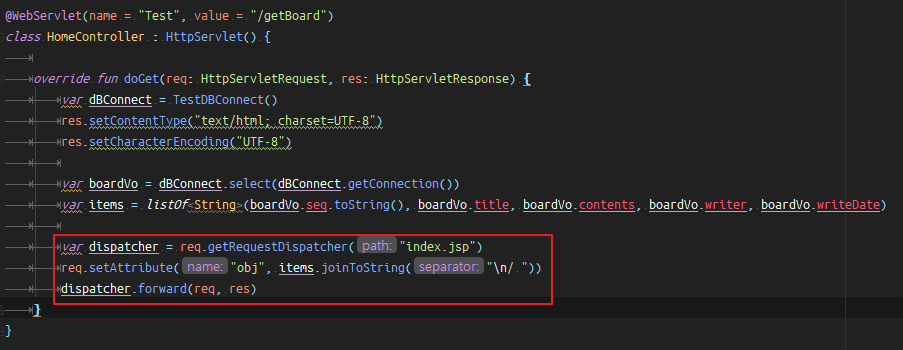 @WebServlet(name = "Test", value = "/getBoard")
class HomeController : HttpServlet() {
override fun doGet(req: HttpServletRequest, res: HttpServletResponse) {
var dBConnect = TestDBConnect()
res.setContentType("text/html; charset=UTF-8")
res.setCharacterEncoding("UTF-8")
var boardVo = dBConnect.select(dBConnect.getConnection())
var items = listOf<String>(boardVo.seq.toString(), boardVo.title, boardVo.contents, boardVo.writer, boardVo.writeDate)
var dispatcher = req.getRequestDispatcher( path: "index.jsp")
req.setAttribute( name: "obj", items.joinToString( separator: "\n/ "))
dispatcher.forward(req, res)
}
}